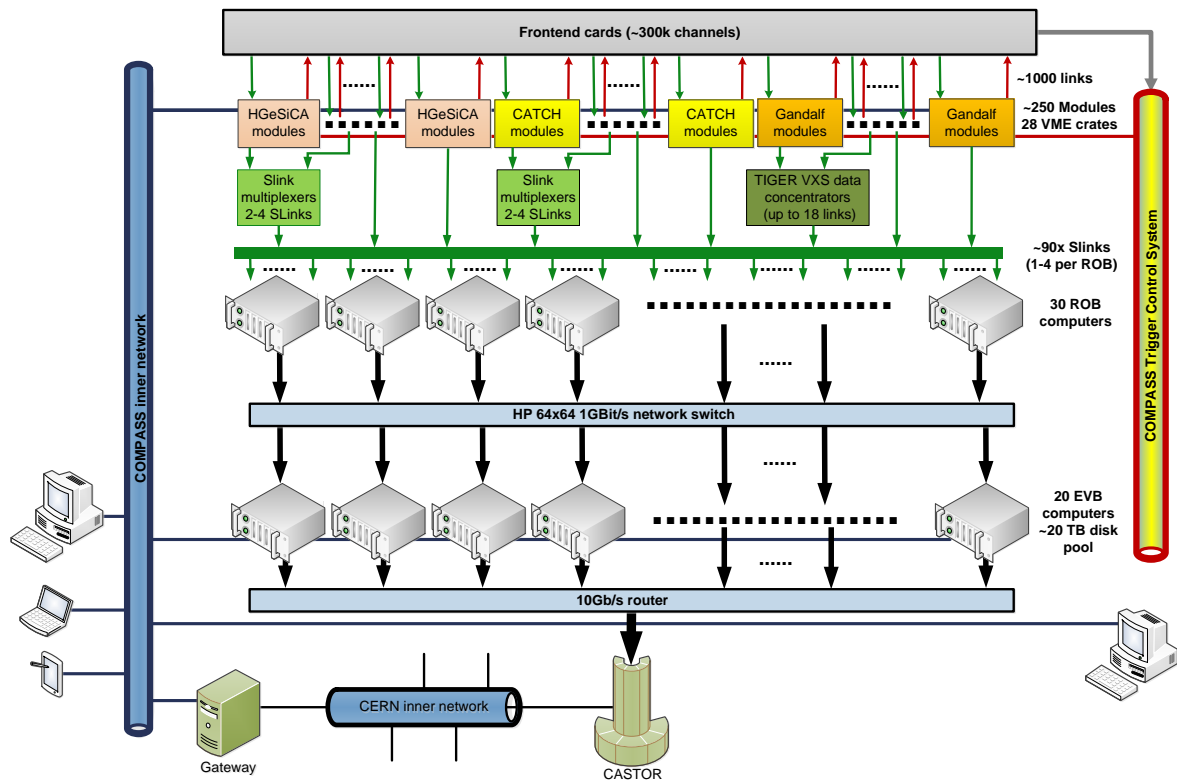 Frontend cards (~300k channels)
~1000 links
HGeSiCA
modules
HGeSiCA
modules
CATCH
modules
CATCH
modules
Gandalf
modules
Gandalf
modules
~250 Modules
28 VME crates
Slink
multiplexers
2-4 SLinks
Slink
multiplexers
2-4 SLinks
TIGER VXS data
concentrators
(up to 18 links)
~90x Slinks
(1-4 per ROB)
30 ROB
computers
COMPASS inner network
COMPASS Trigger Control System
HP 64x64 1GBit/s network switch
20 EVB
computers
~20 TB disk
pool
10Gb/s router
CERN inner network
Gateway
CASTOR